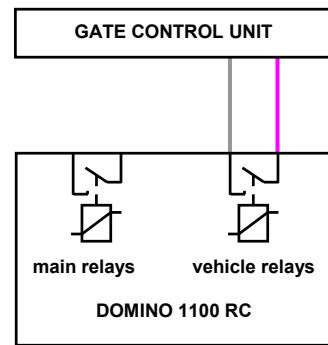 GATE CONTROL UNIT
main relays vehicle relays
DOMINO 1100 RC